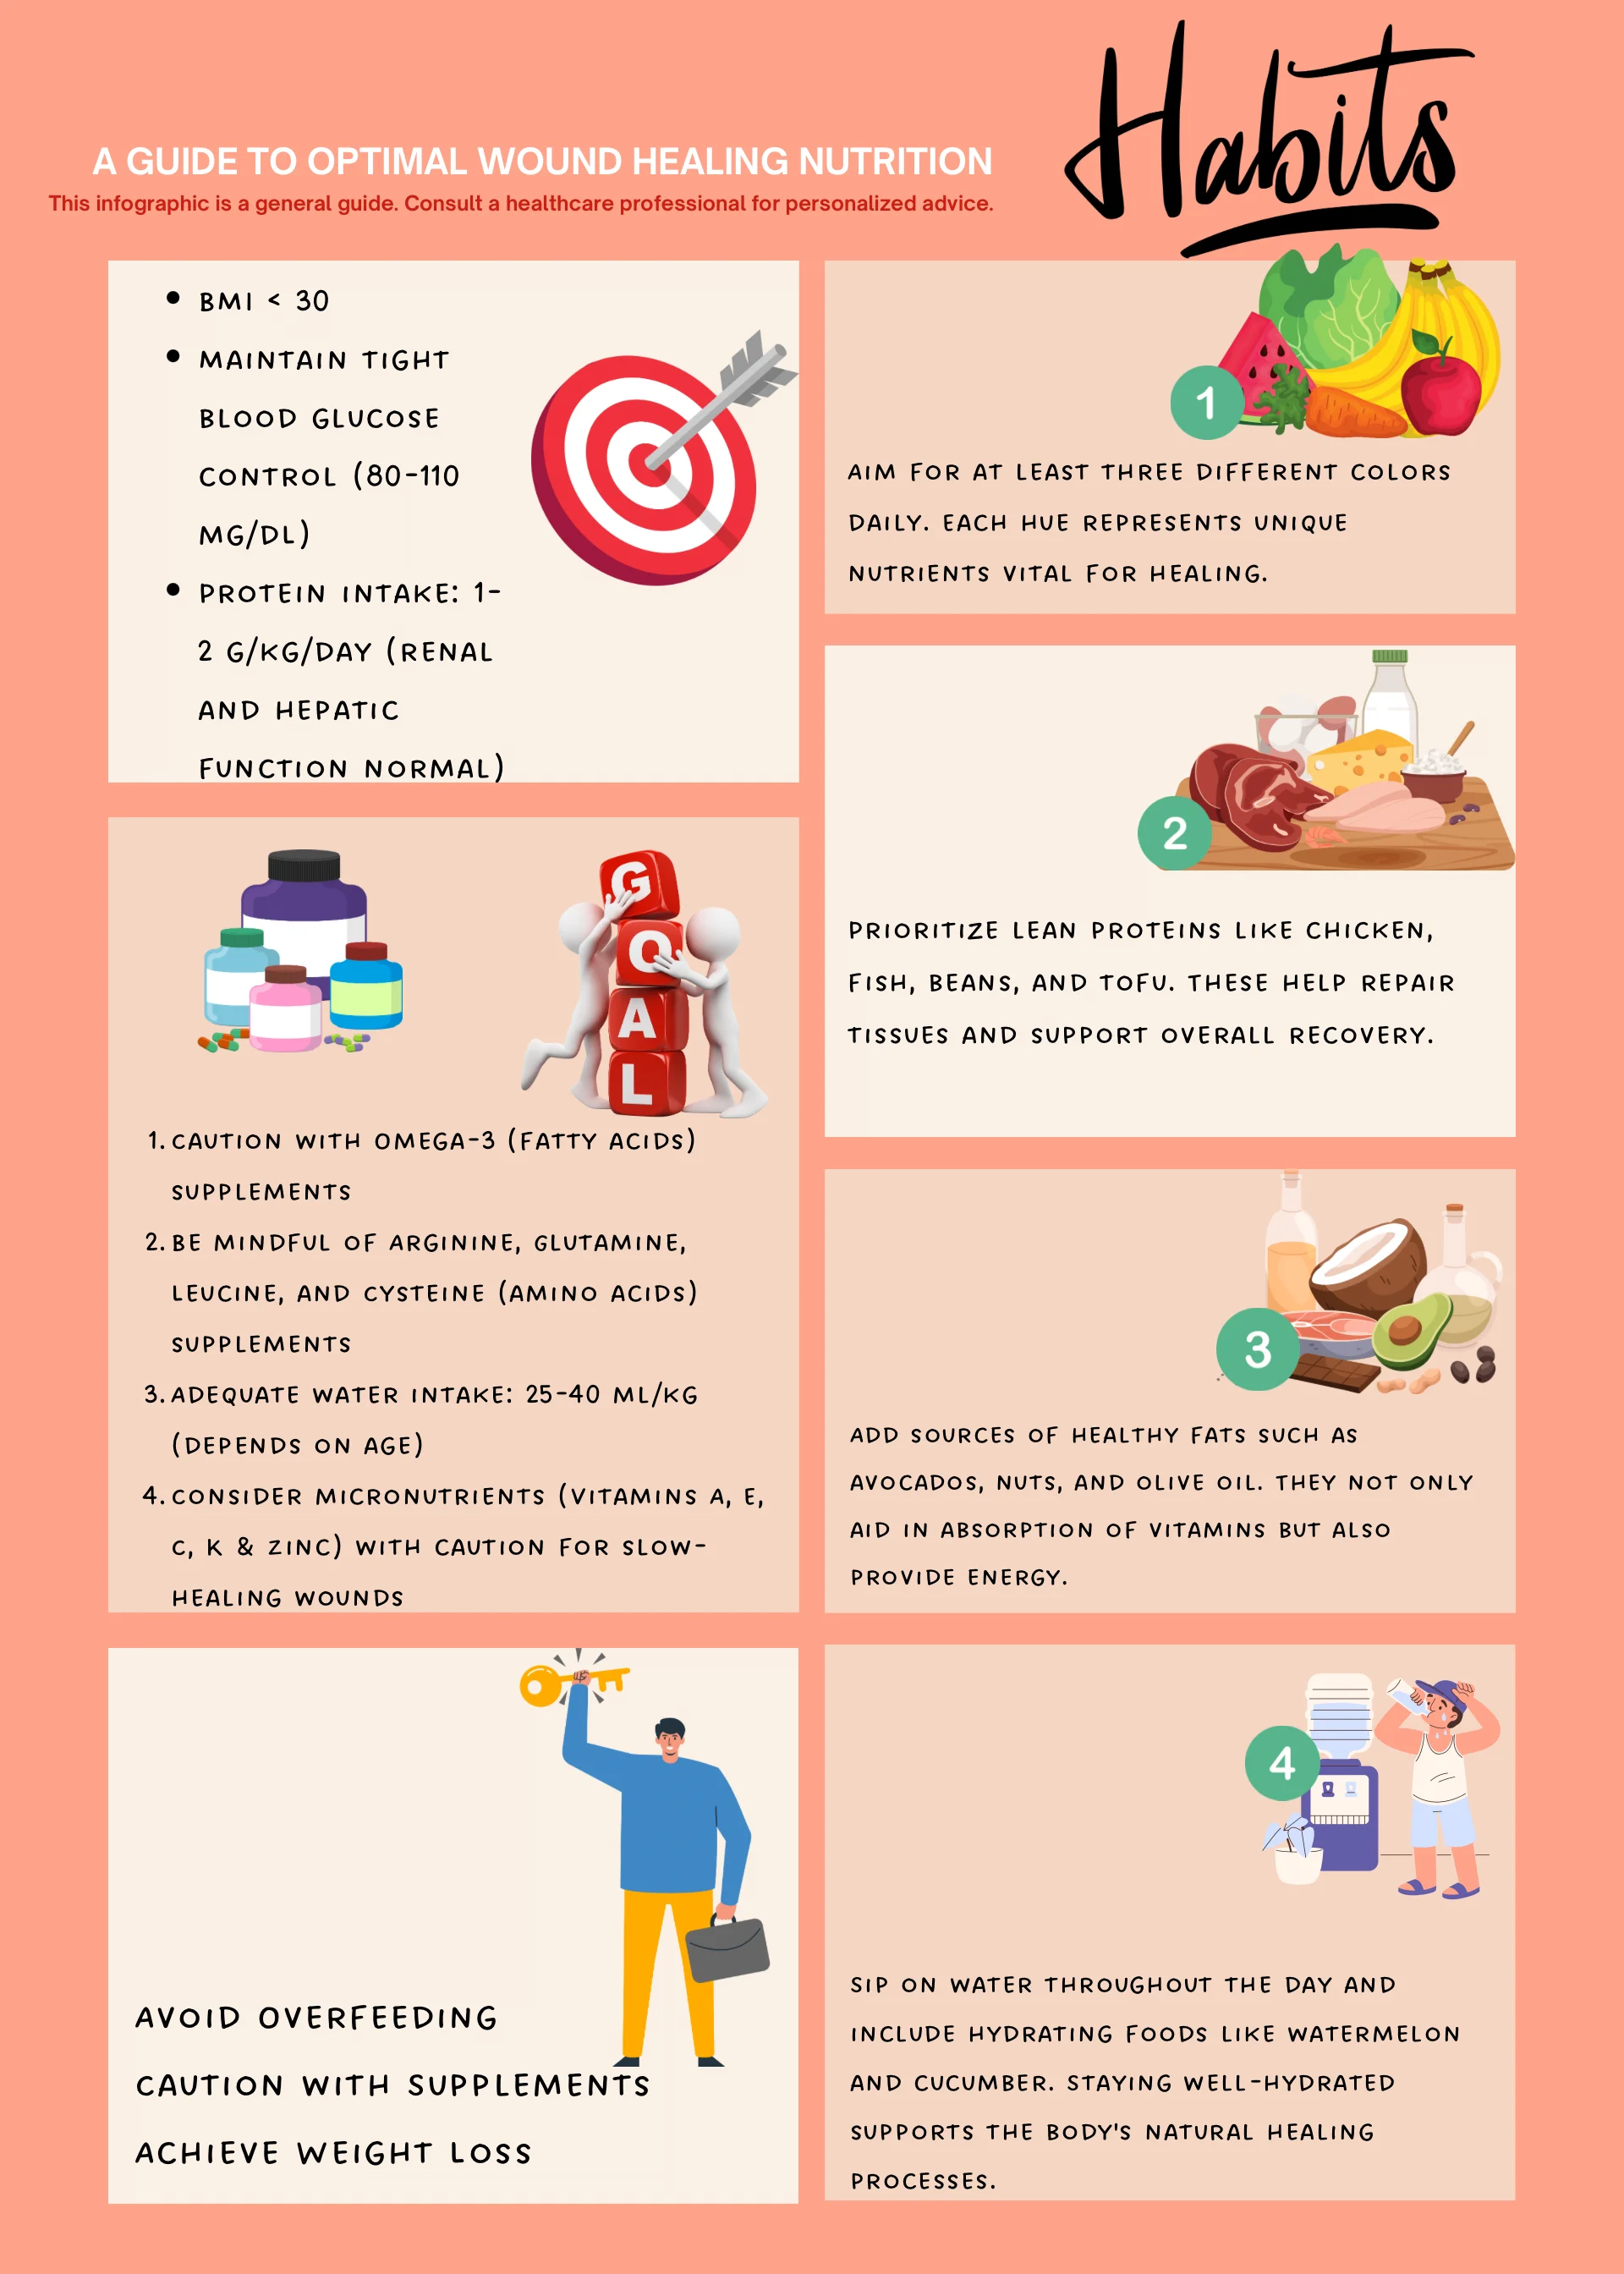 Habits
A GUIDE TO OPTIMAL WOUND HEALING NUTRITION
This infographic is a general guide. Consult a healthcare professional for personalized advice.
• BMI < 30
• MAINTAIN TIGHT
BLOOD GLUCOSE
CONTROL (80-110
MG/DL)
• PROTEIN INTAKE: 1-
2 G/KG/DAY (RENAL
AND HEPATIC
FUNCTION NORMAL)
G
O
A
L
1. CAUTION WITH OMEGA-3 (FATTY ACIDS)
SUPPLEMENTS
2. BE MINDFUL OF ARGININE, GLUTAMINE,
LEUCINE, AND CYSTEINE (AMINO ACIDS)
SUPPLEMENTS
3. ADEQUATE WATER INTAKE: 25-40 ML/KG
(DEPENDS ON AGE)
4. CONSIDER MICRONUTRIENTS (VITAMINS A, E,
C, K & ZINC) WITH CAUTION FOR SLOW-
HEALING WOUNDS
AVOID OVERFEEDING
CAUTION WITH SUPPLEMENTS
ACHIEVE WEIGHT LOSS
1
AIM FOR AT LEAST THREE DIFFERENT COLORS
DAILY. EACH HUE REPRESENTS UNIQUE
NUTRIENTS VITAL FOR HEALING.
2
PRIORITIZE LEAN PROTEINS LIKE CHICKEN,
FISH, BEANS, AND TOFU. THESE HELP REPAIR
TISSUES AND SUPPORT OVERALL RECOVERY.
3
ADD SOURCES OF HEALTHY FATS SUCH AS
AVOCADOS, NUTS, AND OLIVE OIL. THEY NOT ONLY
AID IN ABSORPTION OF VITAMINS BUT ALSO
PROVIDE ENERGY.
4
SIP ON WATER THROUGHOUT THE DAY AND
INCLUDE HYDRATING FOODS LIKE WATERMELON
AND CUCUMBER. STAYING WELL-HYDRATED
SUPPORTS THE BODY'S NATURAL HEALING
PROCESSES.